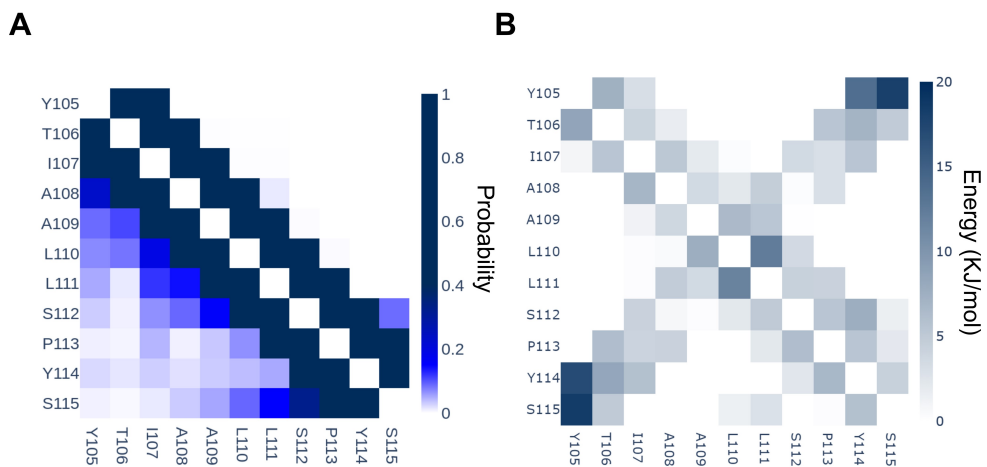 A
B
Y105
T106
I107
A108
A109
L110
L111
S112
P113
Y114
S115
Y105
T106
I107
A108
A109
L110
L111
S112
P113
Y114
S115
1
0.8
0.6
0.4
0.2
0
Probability
Y105
T106
I107
A108
A109
L110
L111
S112
P113
Y114
S115
Y105
T106
I107
A108
A109
L110
L111
S112
P113
Y114
S115
20
15
10
5
0
Energy (KJ/mol)